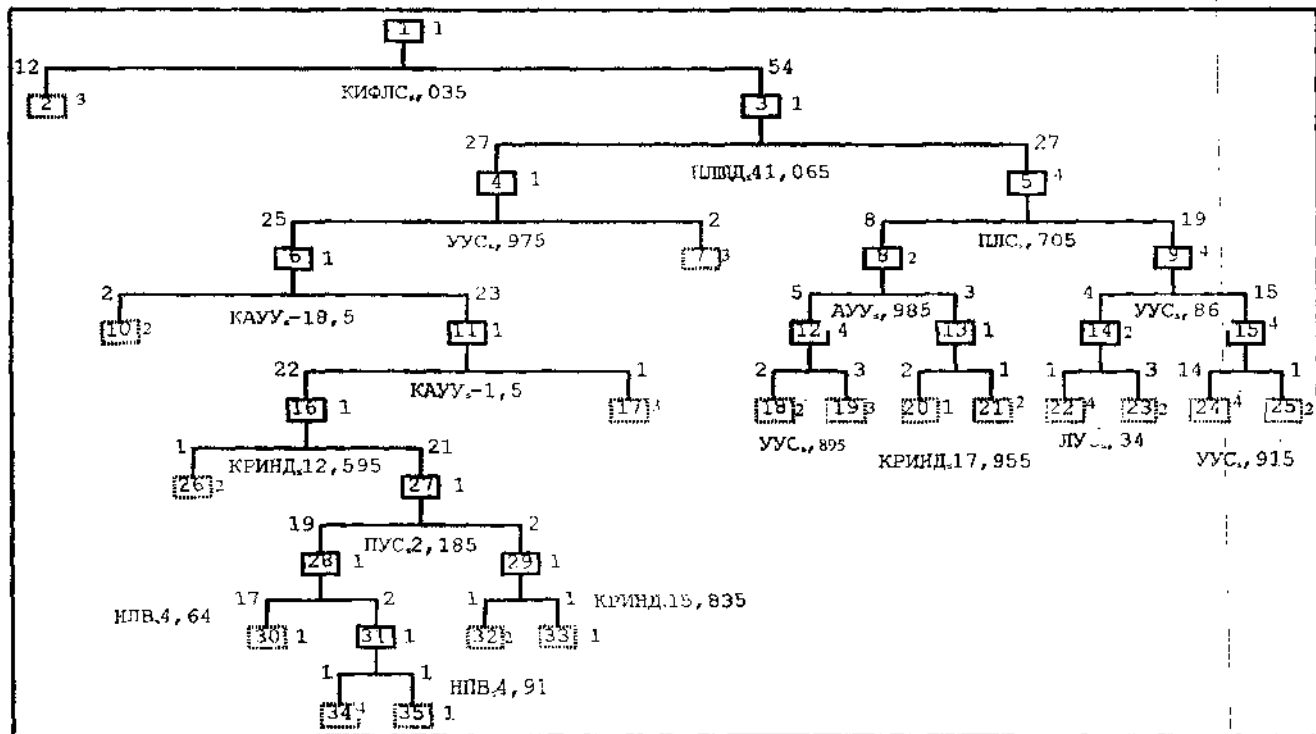 1 1
12 54
2 3 КИФЛС ,035 3 1
27 27
4 1 41,065 5 4
25 2 8 19
УУС ,975 ПЛС ,705
6 1 7 3 8 2 9 4
2 23 5 3 4 15
10 2 КАУУ -18,5 11 1 12 4 АУУ ,985 13 1 14 2 УУС ,86 15 4
22 1 2 3 2 1 1 3 14 1
16 1 КАУУ -1,5 17 3 18 2 19 3 20 1 21 2 22 4 23 2 24 4 25 2
УУС ,895 КРИНД 17,955 34 УУС ,915
1 21
26 2 КРИНД 12,595 27 1
19 2
28 1 ПУС 2,185 29 1
НЛВ 4,64 17 2 1 1 КРИНД 15,835
30 1 31 1 32 2 33 1
1 1 НПВ 4,91
34 4 35 1